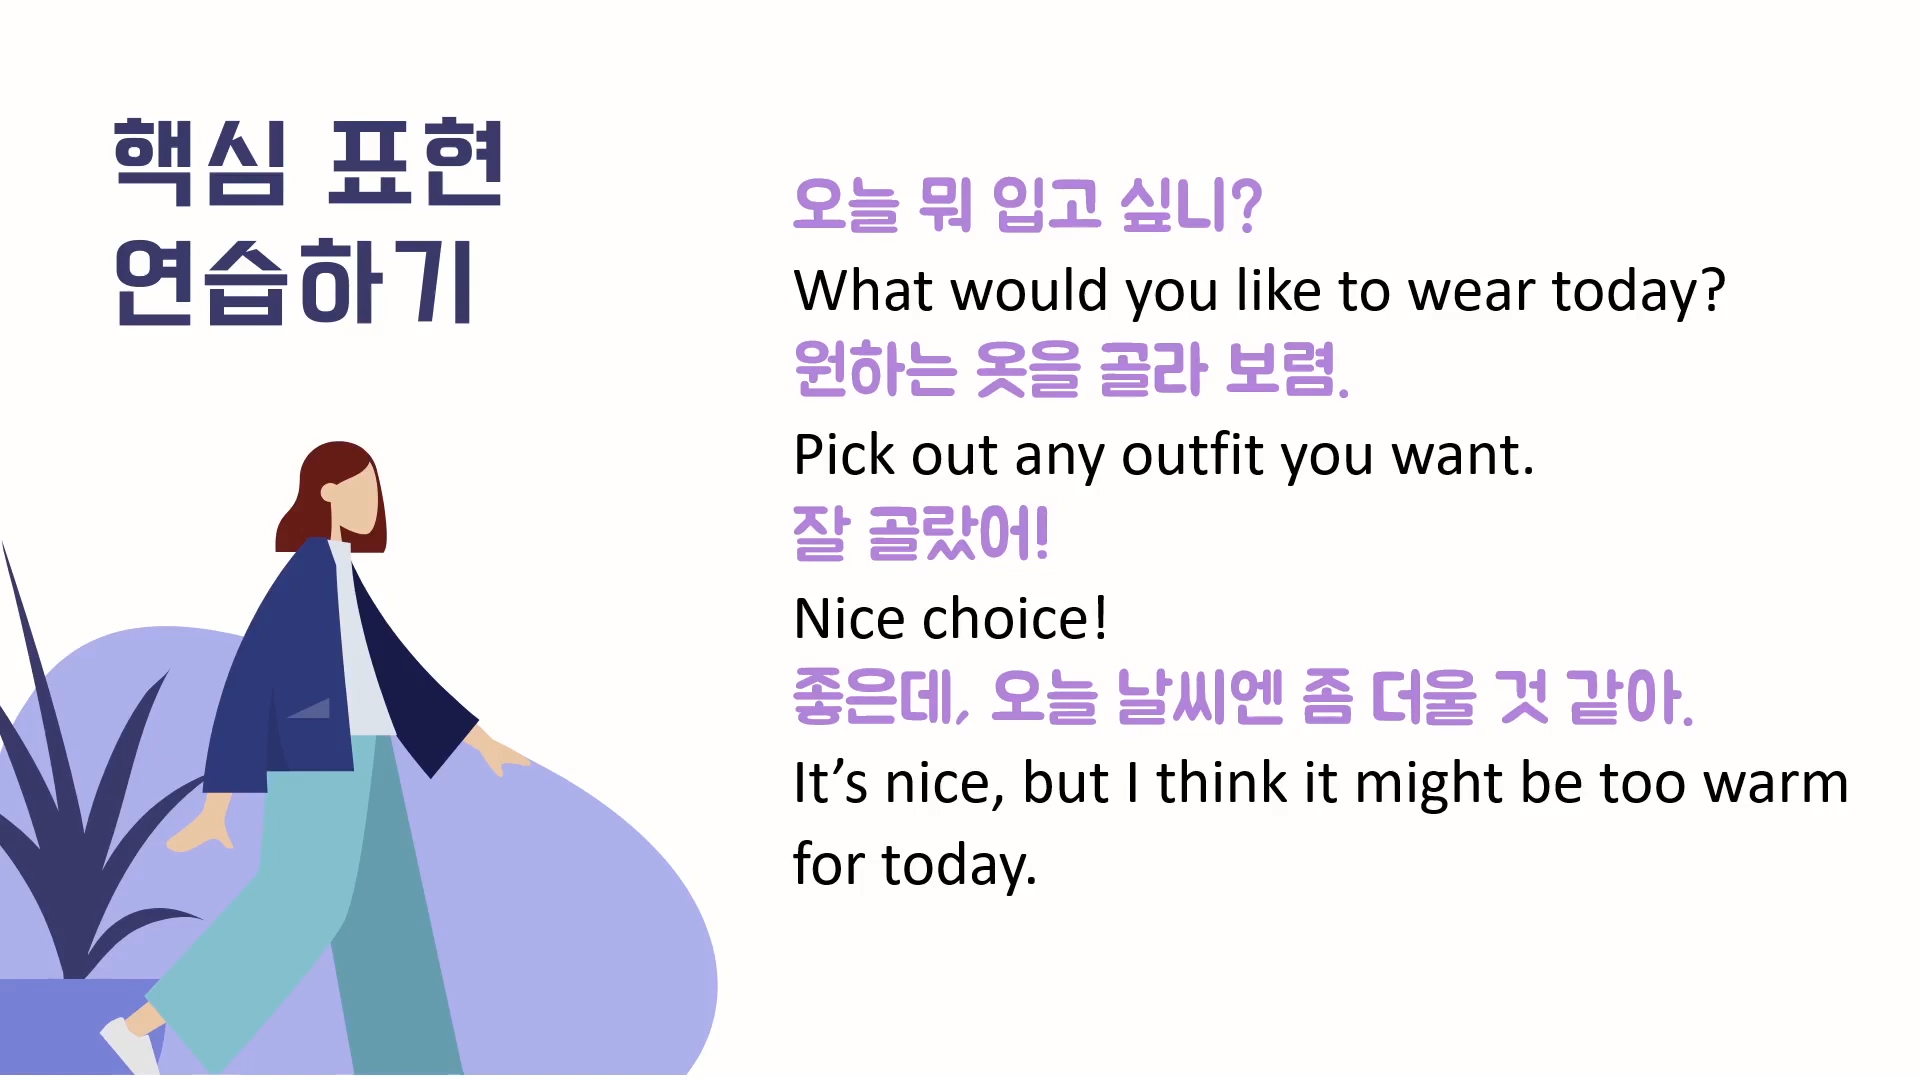 핵심 표현
연습하기
오늘 뭐 입고 싶니?
What would you like to wear today?
원하는 옷을 골라 보렴.
Pick out any outfit you want.
잘 골랐어!
Nice choice!
좋은데, 오늘 날씨엔 좀 더울 것 같아.
It’s nice, but I think it might be too warm
for today.